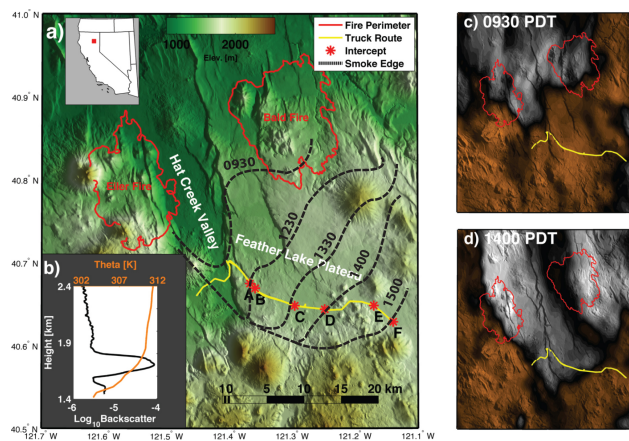 a)
1000
2000
Elev. [m]
Fire Perimeter
Truck Route
Intercept
Smoke Edge
41.0° N
40.9° N
40.8° N
40.7° N
40.6° N
40.5° N
Bald Fire
Eiler Fire
Hat Creek Valley
Feather Lake Plateau
0930
1230
1330
1400
1500
A
B
C
D
E
F
b)
Theta [K]
302
307
312
2.4
1.9
1.4
Height [km]
-6
-5
-4
Log10Backscatter
10
5
0
5
10
15
20 km
121.7° W
121.6° W
121.5° W
121.4° W
121.3° W
121.2° W
121.1° W
c) 0930 PDT
d) 1400 PDT